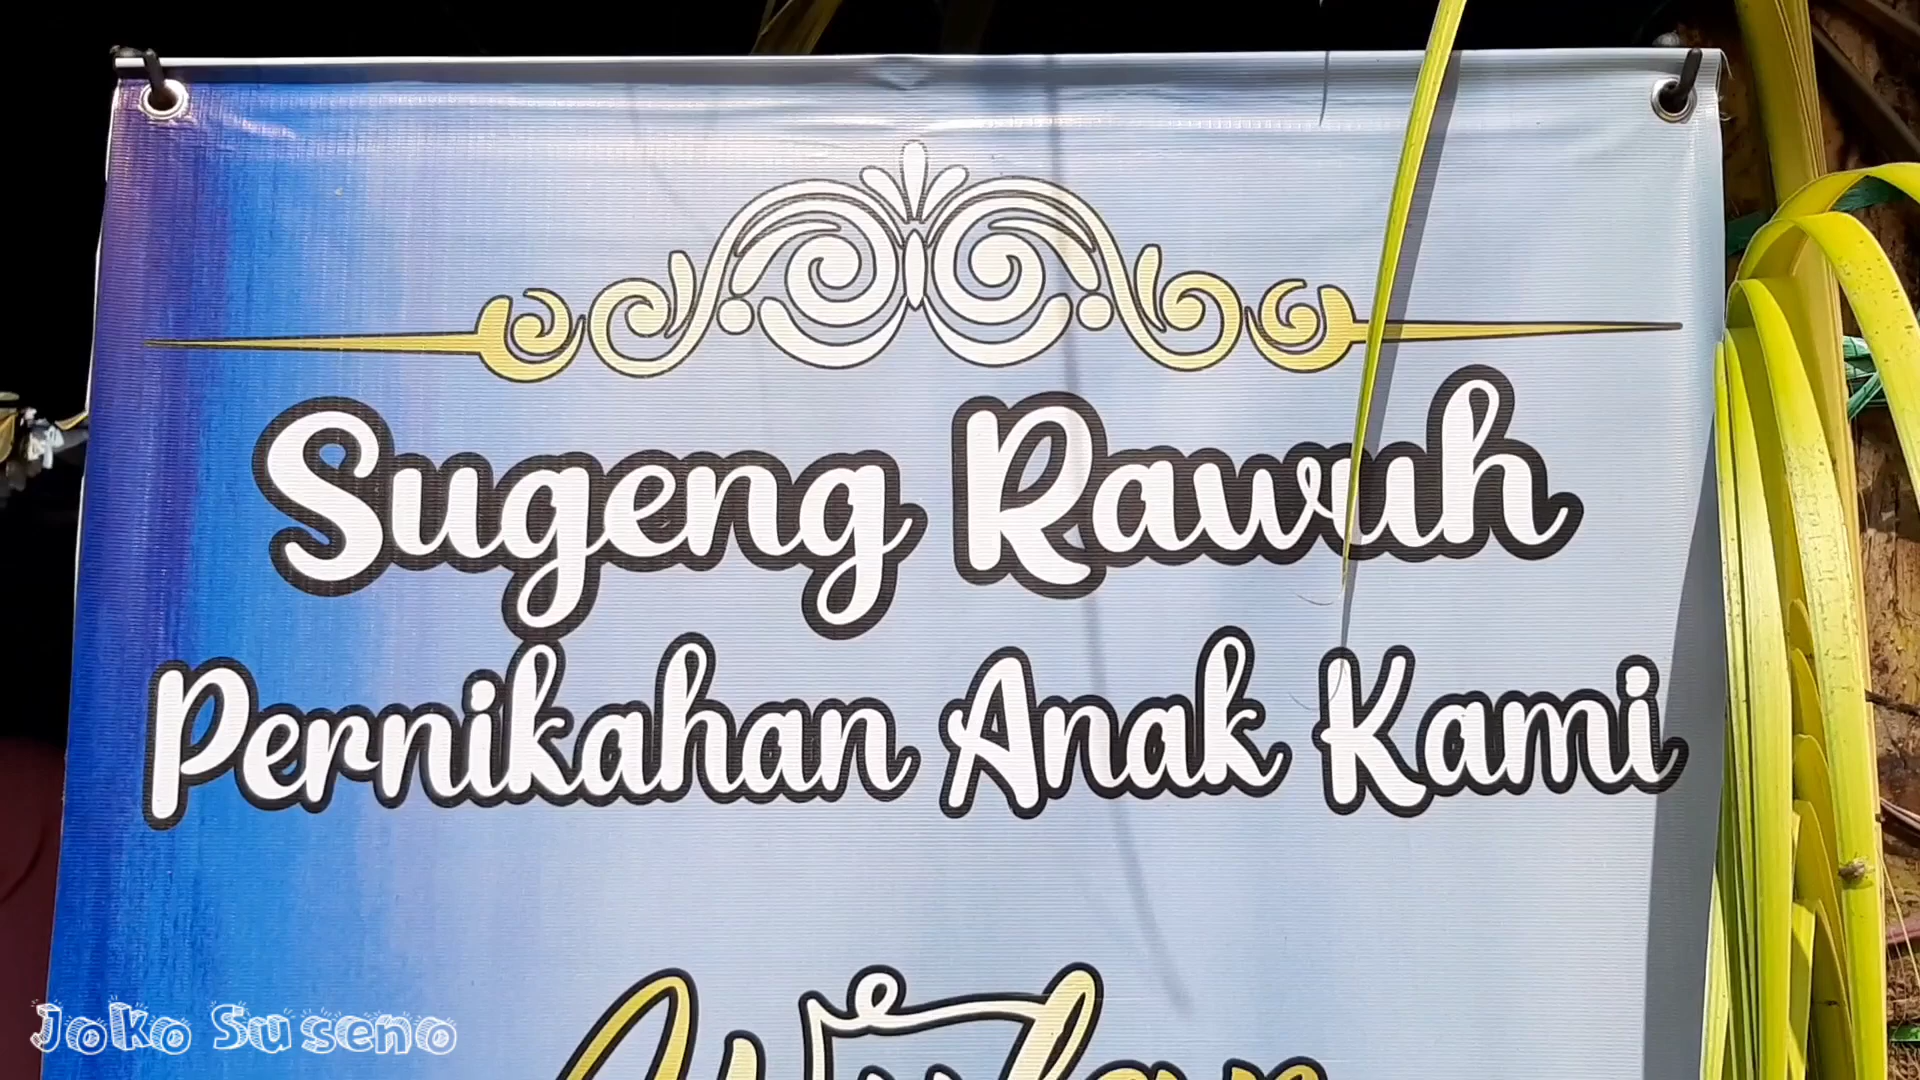 Sugeng Rawuh
Pernikahan Anak Kami
Joko Suseno